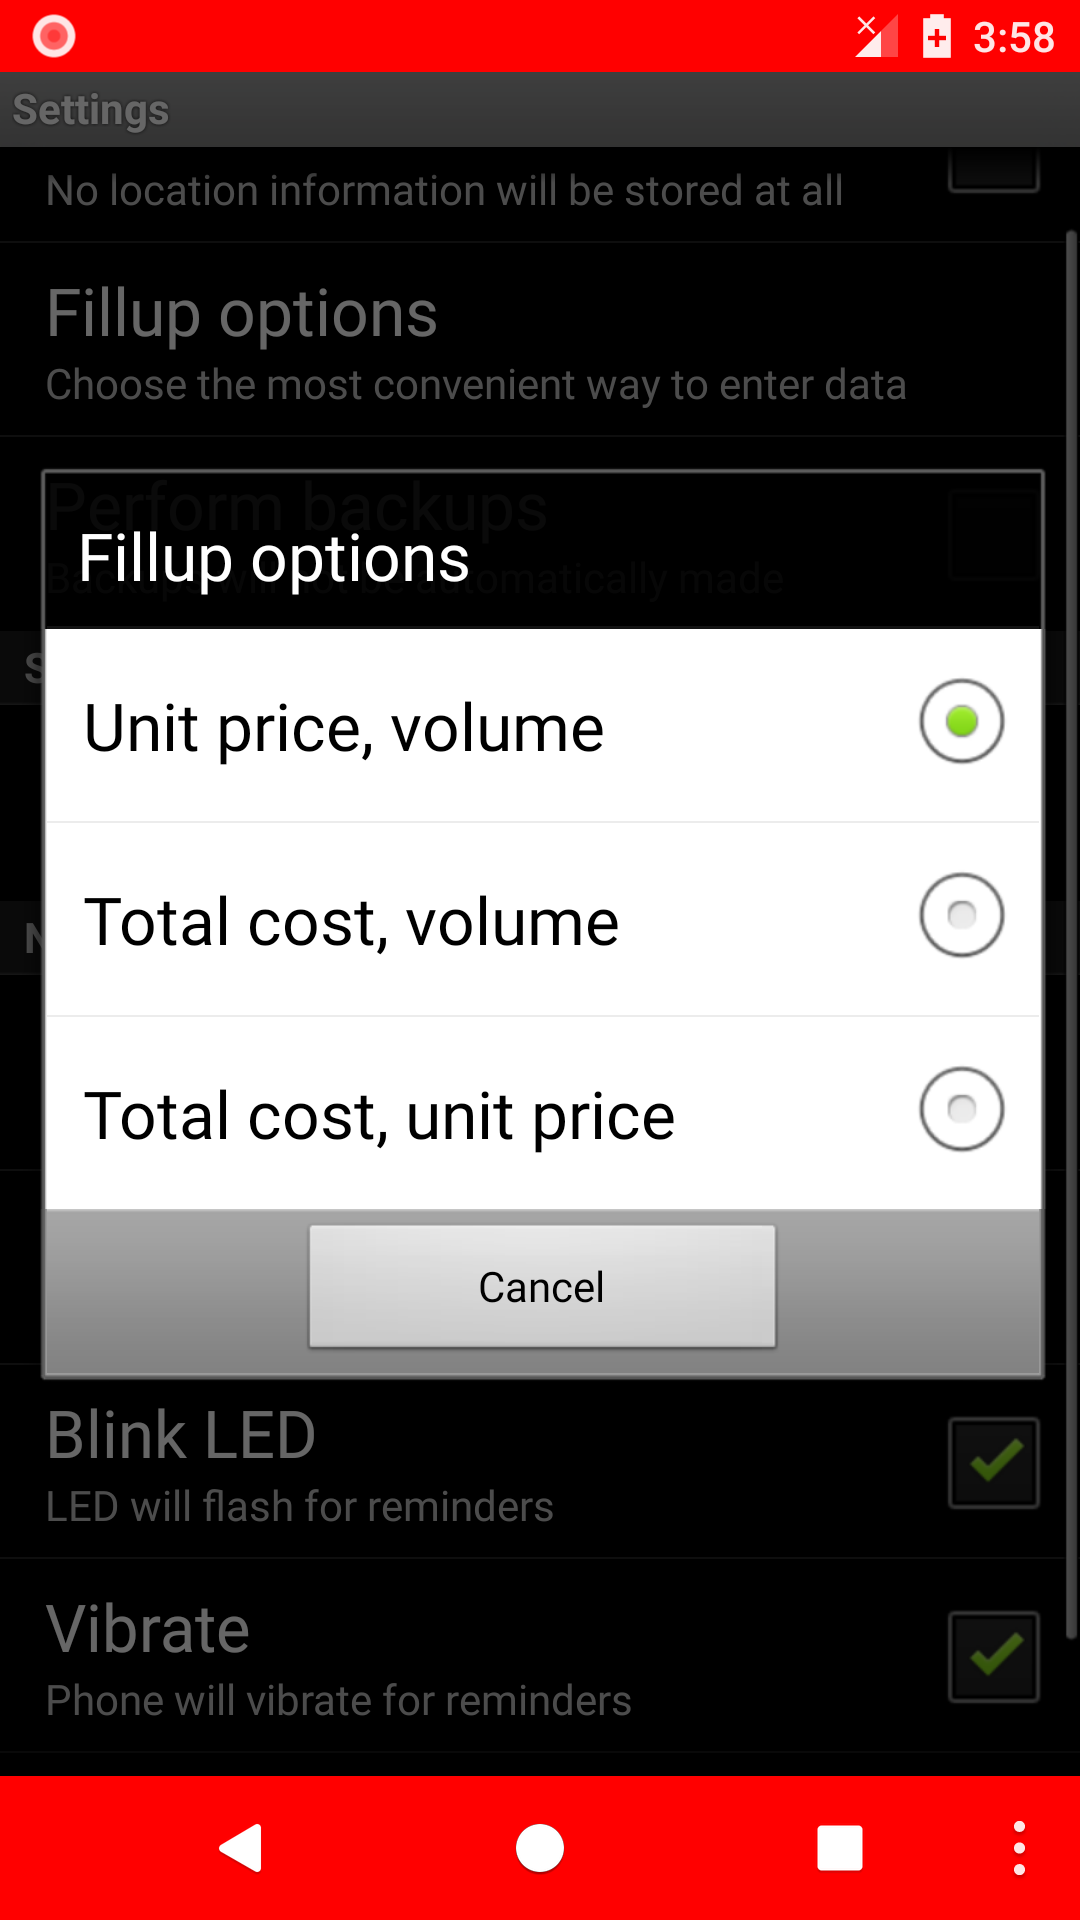 3:58
Settings
No location information will be stored at all
Fillup options
Choose the most convenient way to enter data
Perform backups
Fillup options
Backups will not be automatically made
S
Unit price, volume
Total cost, volume
N
Total cost, unit price
Cancel
Blink LED
LED will flash for reminders
Vibrate
Phone will vibrate for reminders